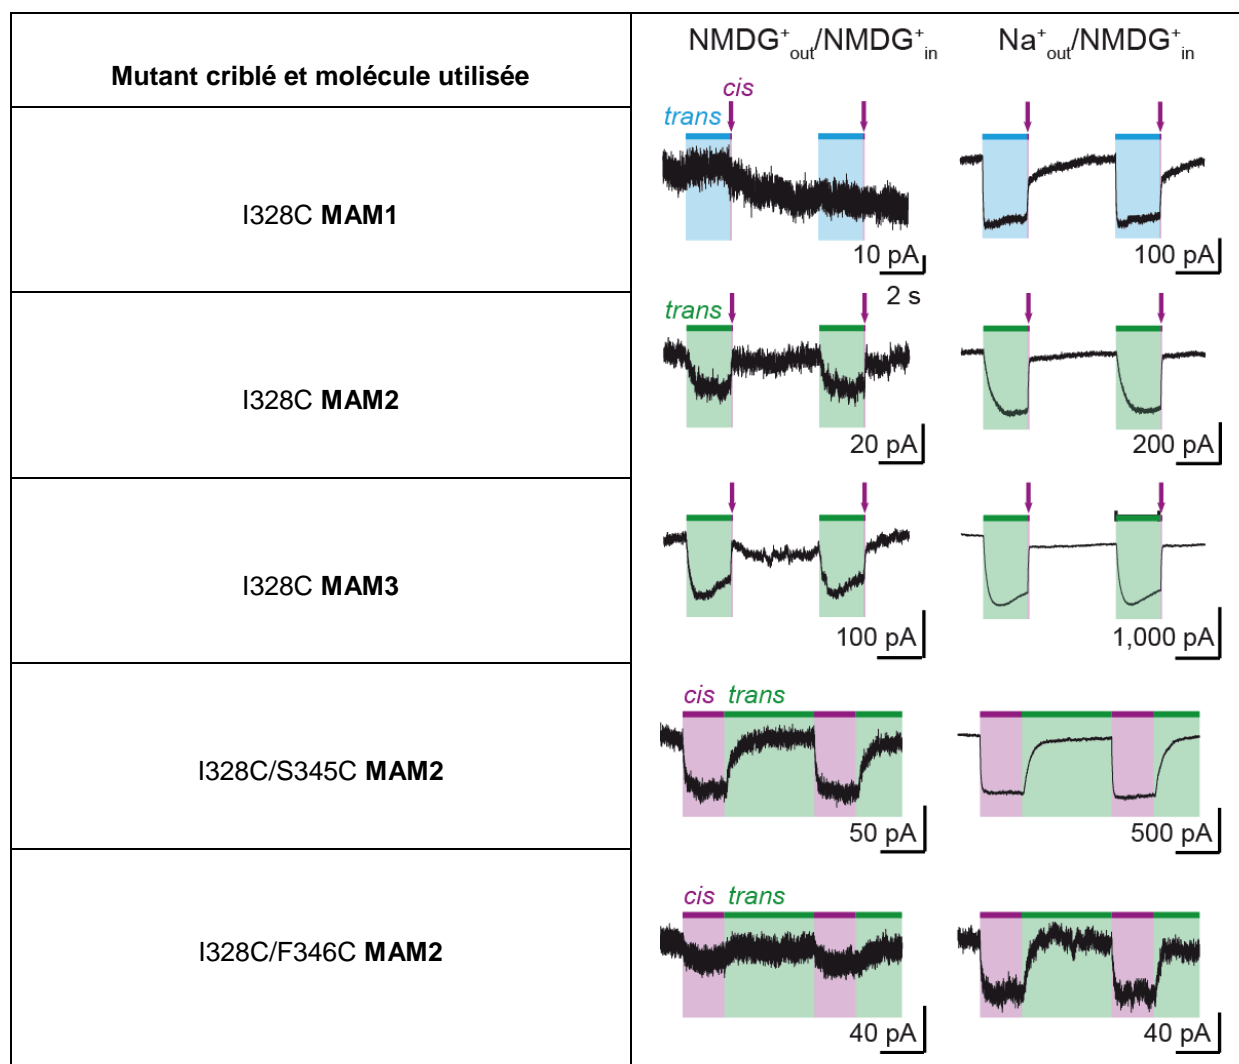 Mutant criblé et molécule utilisée
NMDG⁺out/NMDG⁺in
Na⁺out/NMDG⁺in
I328C MAM1
cis
trans
10 pA
2 s
100 pA
I328C MAM2
trans
20 pA
200 pA
I328C MAM3
100 pA
1,000 pA
I328C/S345C MAM2
cis trans
50 pA
500 pA
I328C/F346C MAM2
cis trans
40 pA
40 pA